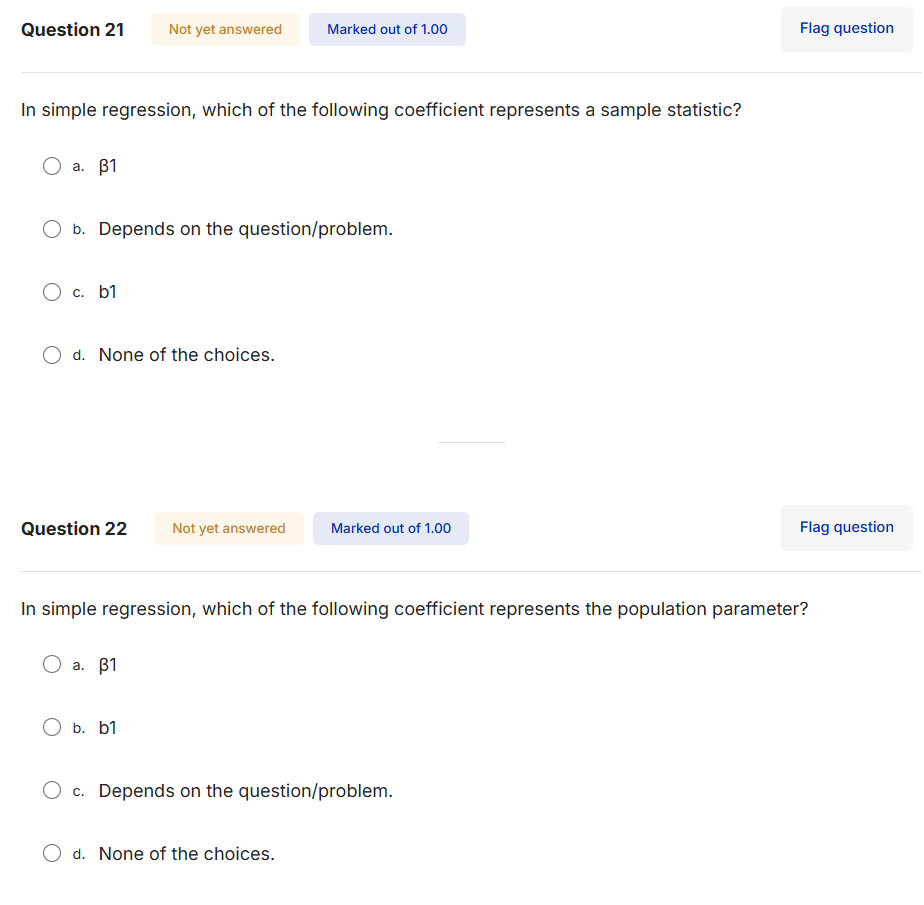 Question 21 Not yet answered Marked out of 1.00 Flag question
In simple regression, which of the following coefficient represents a sample statistic?
a. β1
b. Depends on the question/problem.
c. b1
d. None of the choices.
Question 22 Not yet answered Marked out of 1.00 Flag question
In simple regression, which of the following coefficient represents the population parameter?
a. β1
b. b1
c. Depends on the question/problem.
d. None of the choices.